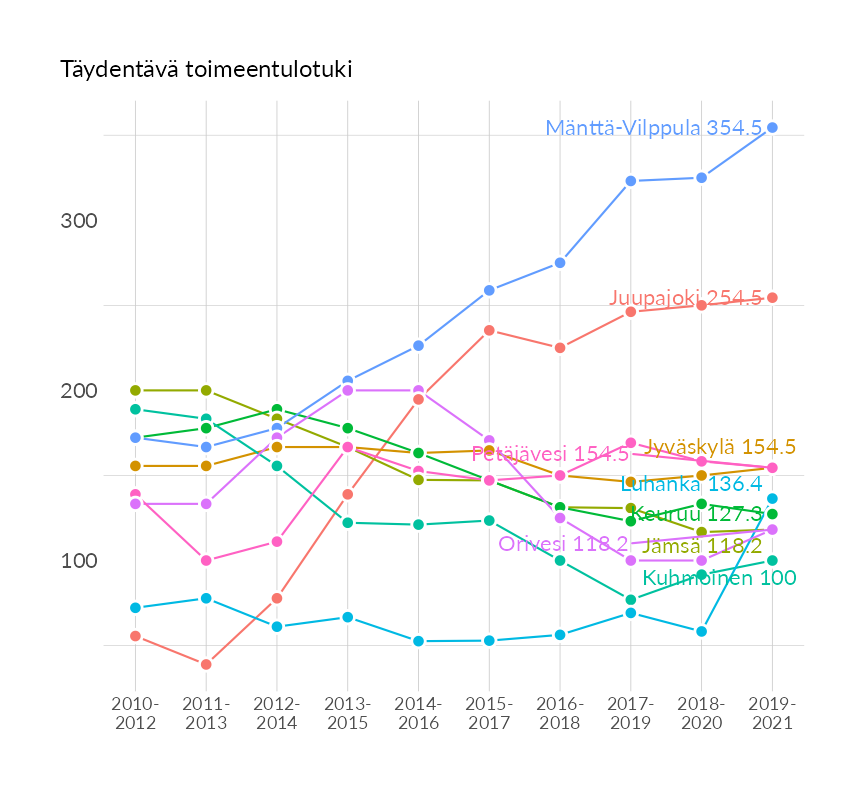 Täydentävä toimeentulotuki
Mänttä-Vilppula 354.5
300
Juupajoki 254.5
200
Jyväskylä 154.5
Petäjävesi 154.5
Luhanka 136.4
Keuruu 127.3
Orivesi 118.2
Jämsä 118.2
100
Kuhmoinen 100
2010-
2012
2011-
2013
2012-
2014
2013-
2015
2014-
2016
2015-
2017
2016-
2018
2017-
2019
2018-
2020
2019-
2021